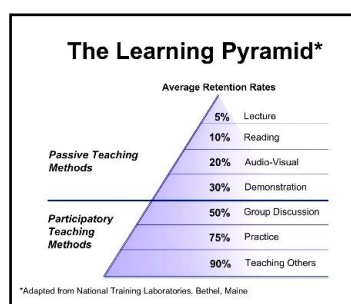 The Learning Pyramid*
Average Retention Rates
5% Lecture
10% Reading
Passive Teaching
Methods
20% Audio-Visual
30% Demonstration
Participatory
Teaching
Methods
50% Group Discussion
75% Practice
90% Teaching Others
*Adapted from National Training Laboratories. Bethel, Maine